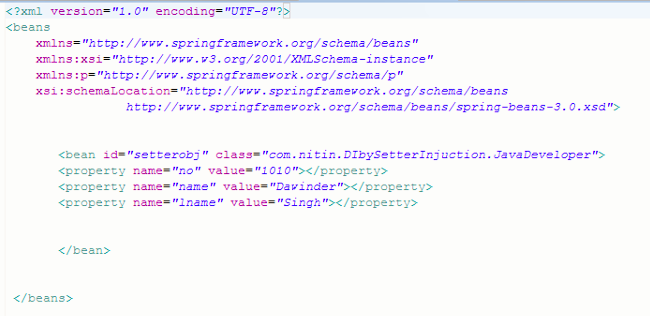 <?xml version="1.0" encoding="UTF-8"?>
<beans
xmlns="http://www.springframework.org/schema/beans"
xmlns:xsi="http://www.w3.org/2001/XMLSchema-instance"
xmlns:p="http://www.springframework.org/schema/p"
xsi:schemaLocation="http://www.springframework.org/schema/beans
http://www.springframework.org/schema/beans/spring-beans-3.0.xsd">
<bean id="setterobj" class="com.nitin.DIbySetterInjuction.JavaDeveloper">
<property name="no" value="1010"></property>
<property name="name" value="Dawinder"></property>
<property name="lname" value="Singh"></property>
</bean>
</beans>